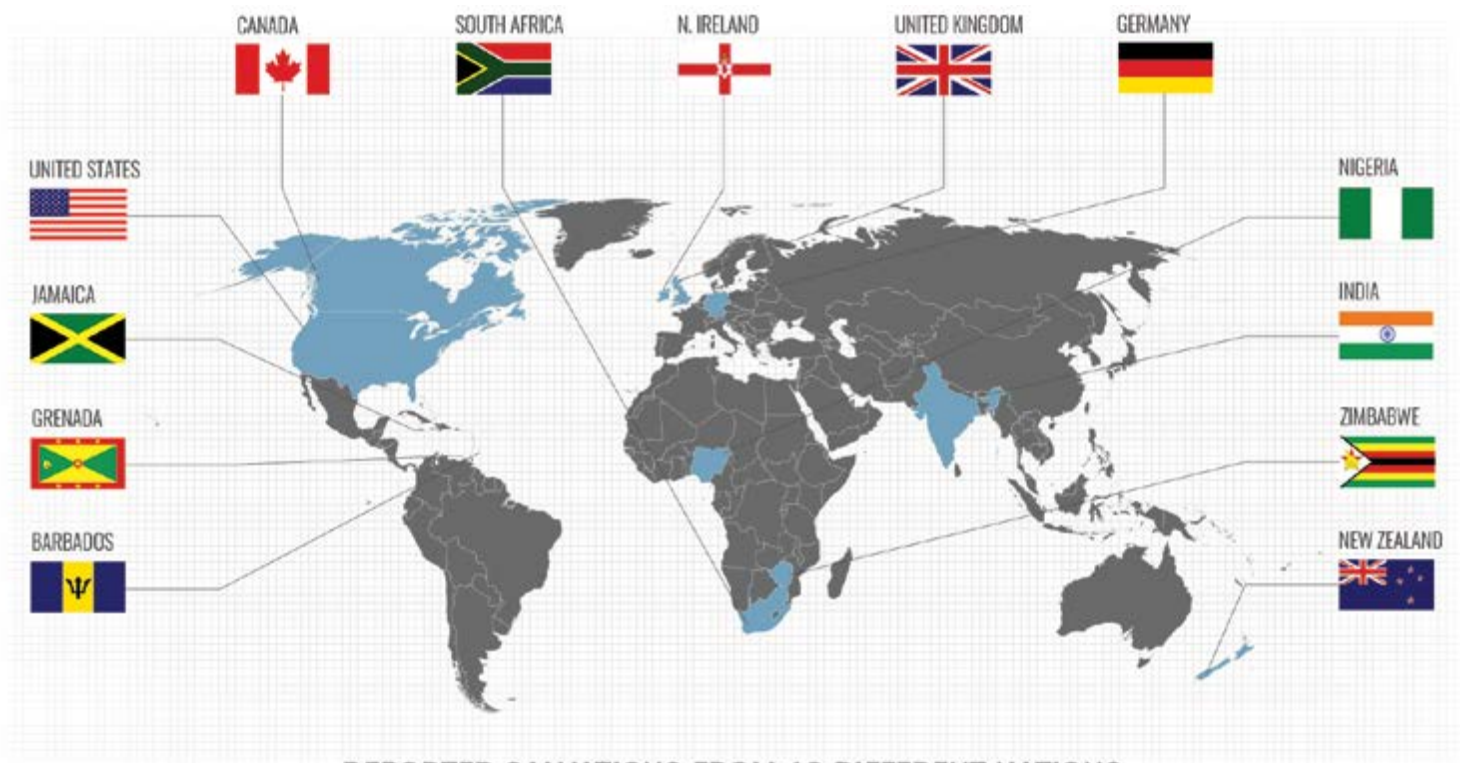 CANADA
SOUTH AFRICA
N. IRELAND
UNITED KINGDOM
GERMANY
UNITED STATES
NIGERIA
JAMAICA
INDIA
GRENADA
ZIMBABWE
BARBADOS
NEW ZEALAND